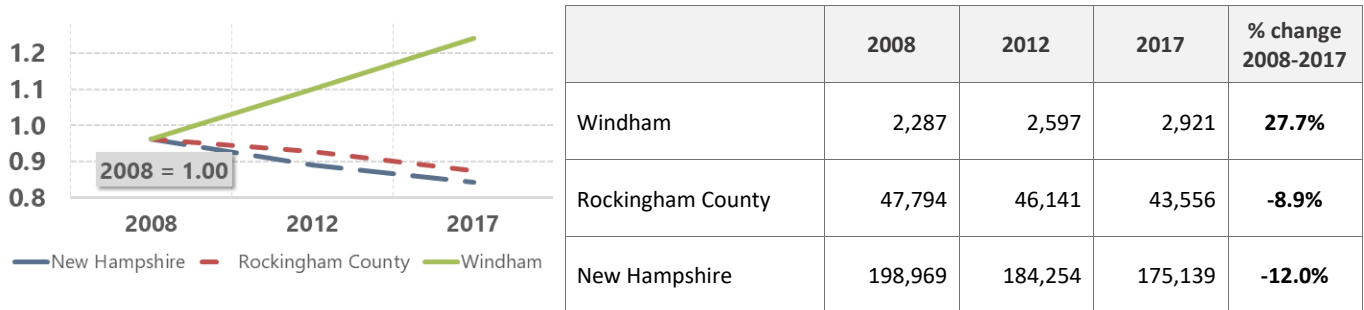 1.2
1.1
1.0
0.9
0.8
2008 = 1.00
2008 2012 2017
New Hampshire Rockingham County Windham
2008 2012 2017 % change
2008-2017
Windham 2,287 2,597 2,921 27.7%
Rockingham County 47,794 46,141 43,556 -8.9%
New Hampshire 198,969 184,254 175,139 -12.0%